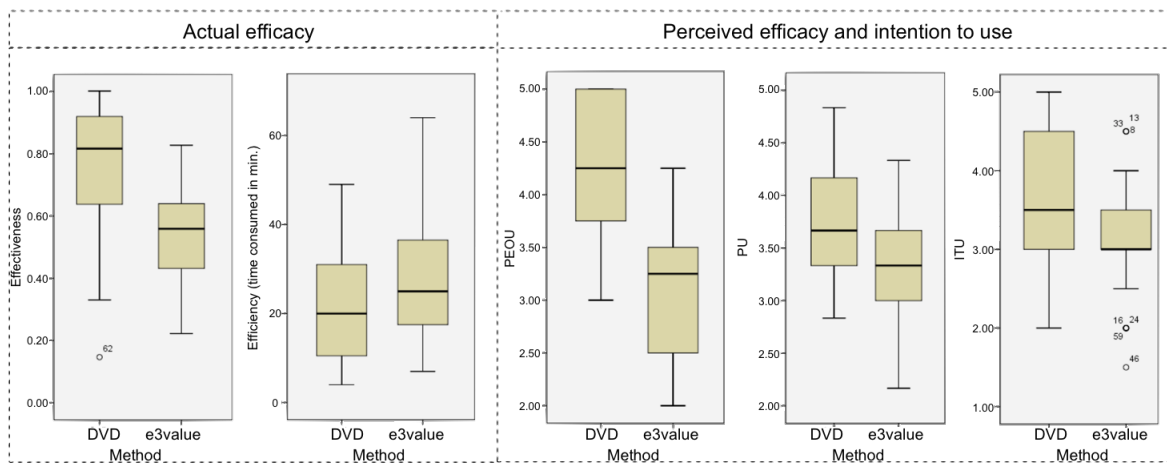 Actual efficacy
Perceived efficacy and intention to use
Effectiveness
1.00
0.80
0.60
0.40
0.20
0.00
62
DVD e3value
Method
Efficiency (time consumed in min.)
60
40
20
0
DVD e3value
Method
PEOU
5.00
4.50
4.00
3.50
3.00
2.50
2.00
DVD e3value
Method
PU
5.00
4.50
4.00
3.50
3.00
2.50
2.00
DVD e3value
Method
ITU
5.00
4.00
3.00
2.00
1.00
33 13
8
16 24
59
46
DVD e3value
Method